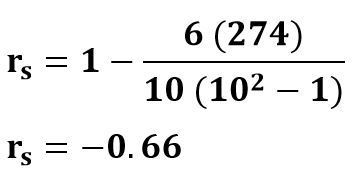 rₛ = 1 − 6 (274) / 10 (10² − 1)
rₛ = −0.66